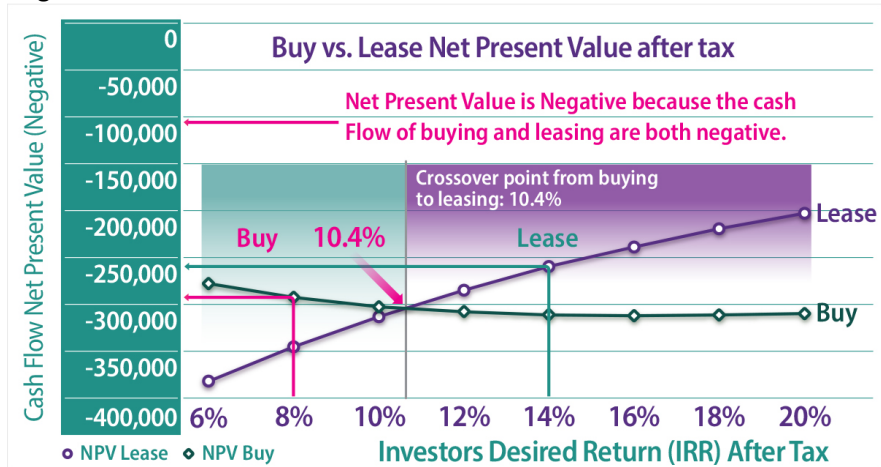 Buy vs. Lease Net Present Value after tax
Cash Flow Net Present Value (Negative)
0
-50,000
-100,000
-150,000
-200,000
-250,000
-300,000
-350,000
-400,000
Net Present Value is Negative because the cash
Flow of buying and leasing are both negative.
Crossover point from buying
to leasing: 10.4%
Buy 10.4% Lease
Lease
Buy
6% 8% 10% 12% 14% 16% 18% 20%
NPV Lease NPV Buy
Investors Desired Return (IRR) After Tax